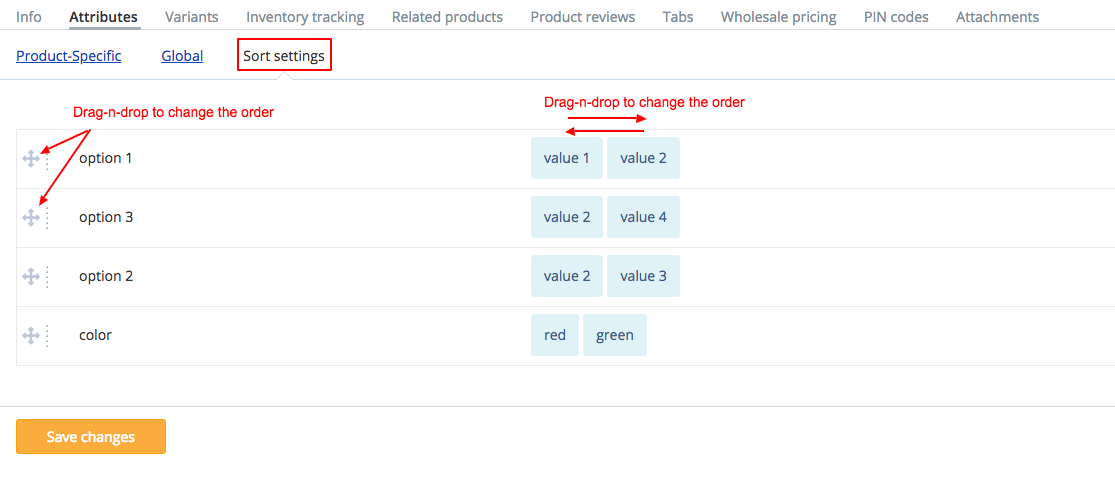 Info Attributes Variants Inventory tracking Related products Product reviews Tabs Wholesale pricing PIN codes Attachments
Product-Specific Global Sort settings
Drag-n-drop to change the order Drag-n-drop to change the order
option 1 value 1 value 2
option 3 value 2 value 4
option 2 value 2 value 3
color red green
Save changes